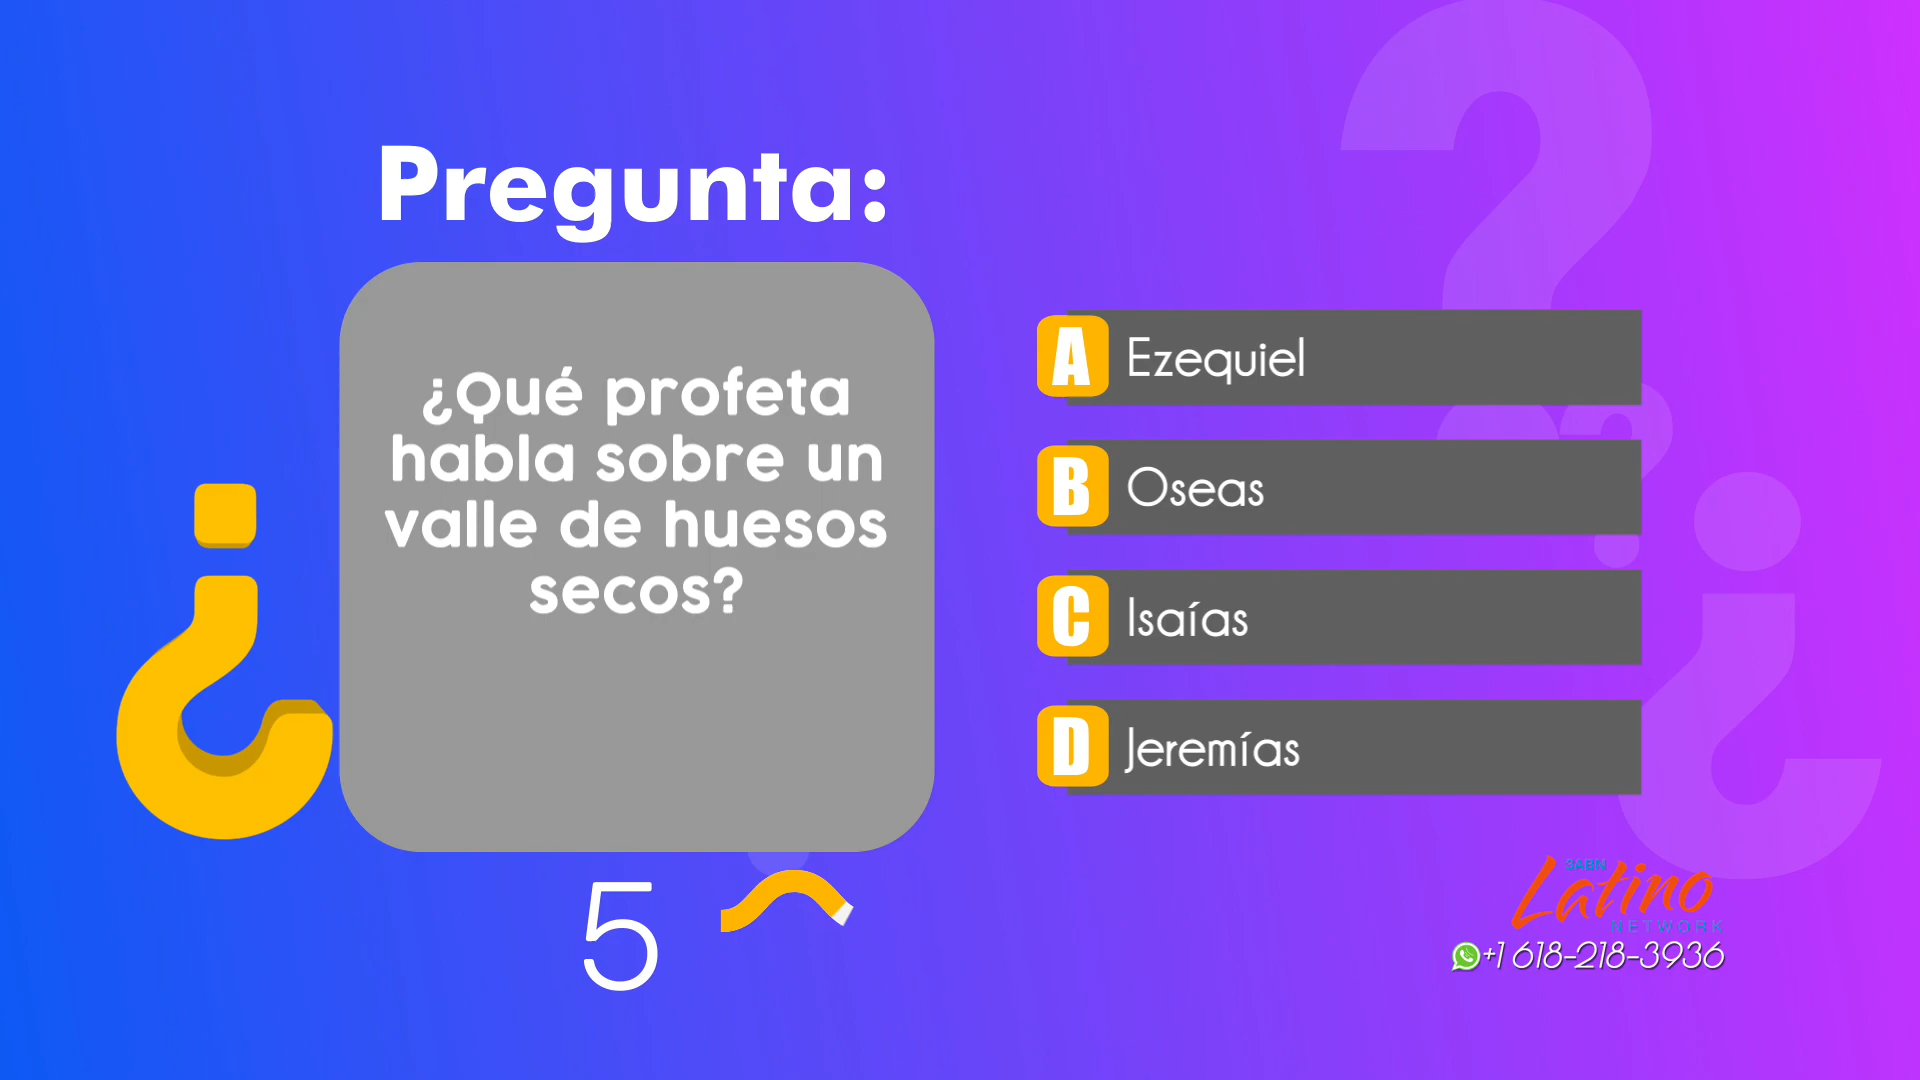 Pregunta:
¿Qué profeta
habla sobre un
valle de huesos
secos?
A Ezequiel
B Oseas
C Isaías
D Jeremías
5
3ABN
Latino
NETWORK
+1 618-218-3936